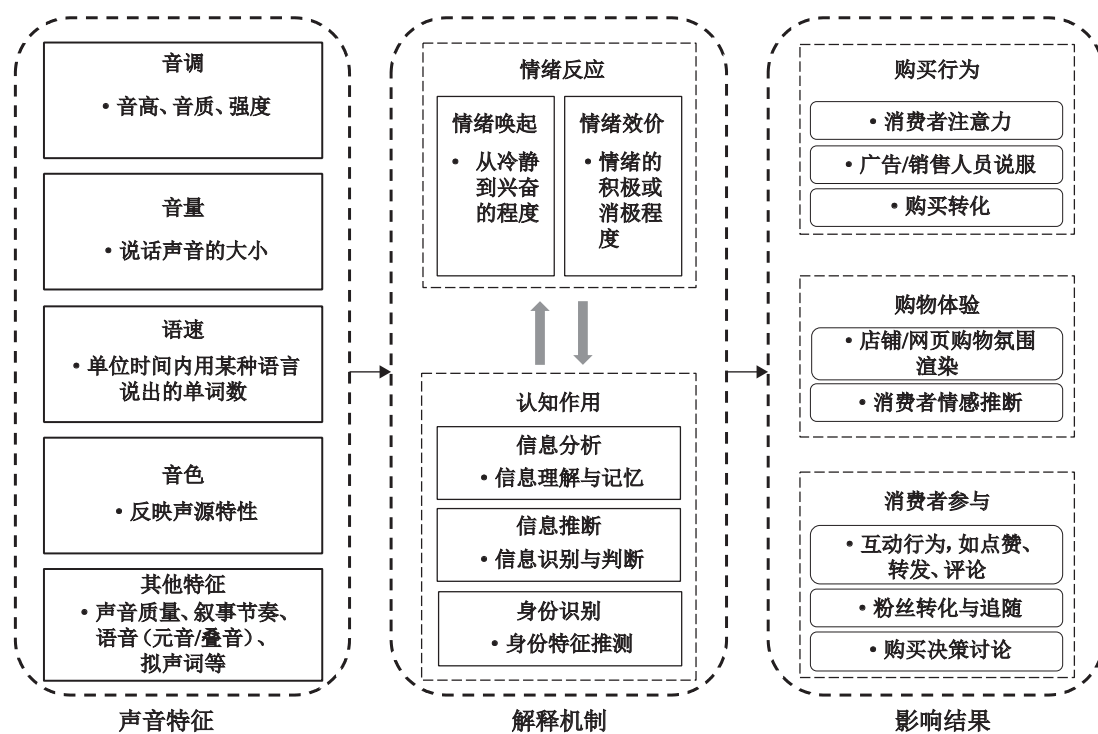 音调
• 音高、音质、强度
音量
• 说话声音的大小
语速
• 单位时间内用某种语言
说出的单词数
音色
• 反映声源特性
其他特征
• 声音质量、叙事节奏、
语音（元音/叠音）、
拟声词等
声音特征
情绪反应
情绪唤起
• 从冷静
到兴奋
的程度
情绪效价
• 情绪的
积极或
消极程
度
认知作用
信息分析
• 信息理解与记忆
信息推断
• 信息识别与判断
身份识别
• 身份特征推测
解释机制
购买行为
• 消费者注意力
• 广告/销售人员说服
• 购买转化
购物体验
• 店铺/网页购物氛围
渲染
• 消费者情感推断
消费者参与
• 互动行为，如点赞、
转发、评论
• 粉丝转化与追随
• 购买决策讨论
影响结果